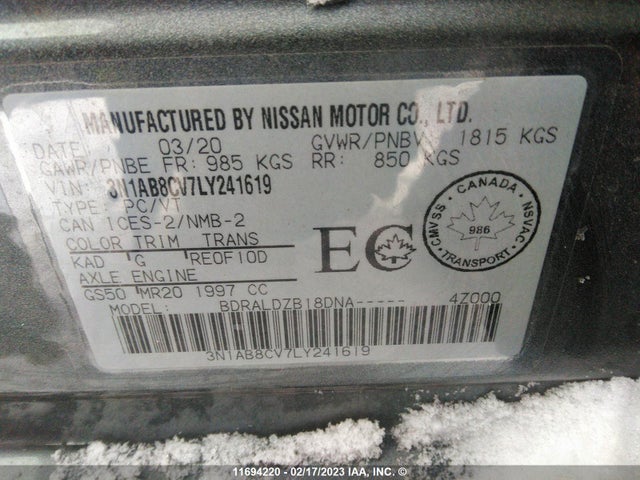 MANUFACTURED BY NISSAN MOTOR CO., LTD.
DATE 03/20 GVWR/PNBV 1815 KGS
GAWR/PNBE FR: 985 KGS RR: 850 KGS
VIN: 3N1AB8CV7LY241619
TYPE: PC/VT
CAN ICES-2/NMB-2
COLOR TRIM TRANS
KAD G RE0F10D
AXLE ENGINE
GS50 MR20 1997 CC
MODEL: BDRALDZB18DNA----- 4Z000
3N1AB8CV7LY241619
EC
CANADA
CMVSS 986 NSVAC
TRANSPORT
11694220 - 02/17/2023 IAA, INC. ©